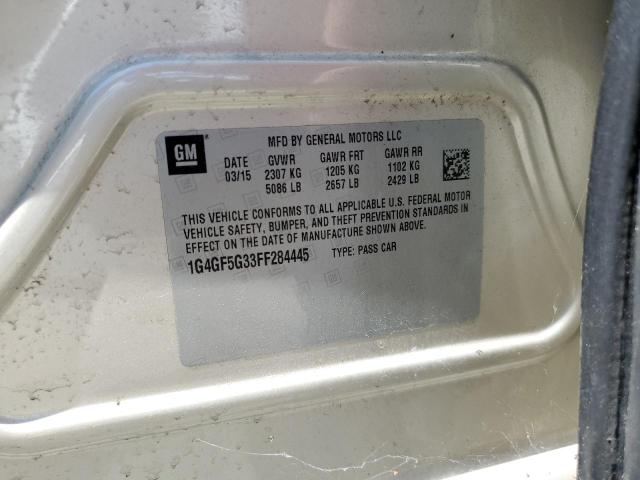 GM
MFD BY GENERAL MOTORS LLC
DATE GVWR GAWR FRT GAWR RR
03/15 2307 KG 1205 KG 1102 KG
5086 LB 2657 LB 2429 LB
THIS VEHICLE CONFORMS TO ALL APPLICABLE U.S. FEDERAL MOTOR
VEHICLE SAFETY, BUMPER, AND THEFT PREVENTION STANDARDS IN
EFFECT ON THE DATE OF MANUFACTURE SHOWN ABOVE.
1G4GF5G33FF284445 TYPE: PASS CAR